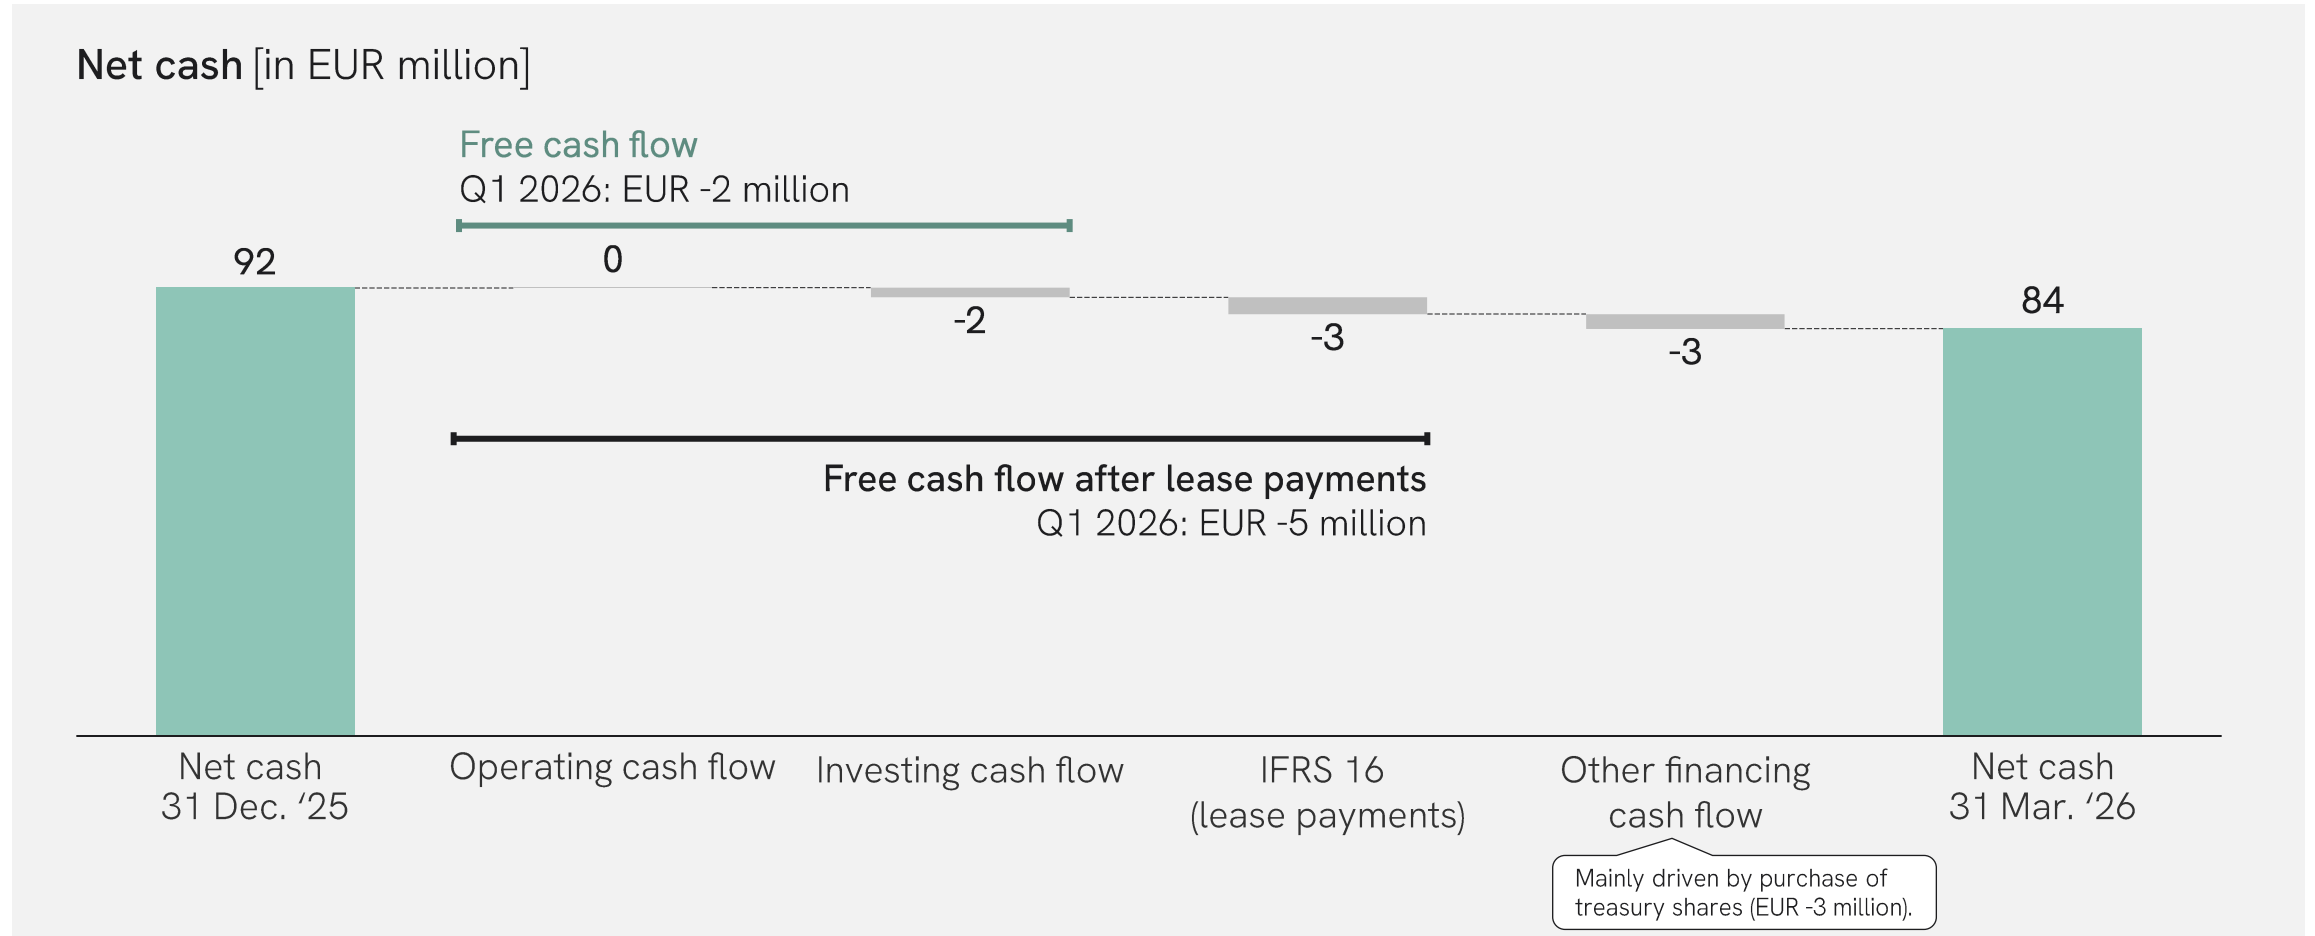 Net cash [in EUR million]
Free cash flow
Q1 2026: EUR -2 million
92
0
-2
-3
-3
84
Free cash flow after lease payments
Q1 2026: EUR -5 million
Net cash
31 Dec. ‘25
Operating cash flow
Investing cash flow
IFRS 16
(lease payments)
Other financing
cash flow
Net cash
31 Mar. ‘26
Mainly driven by purchase of
treasury shares (EUR -3 million).